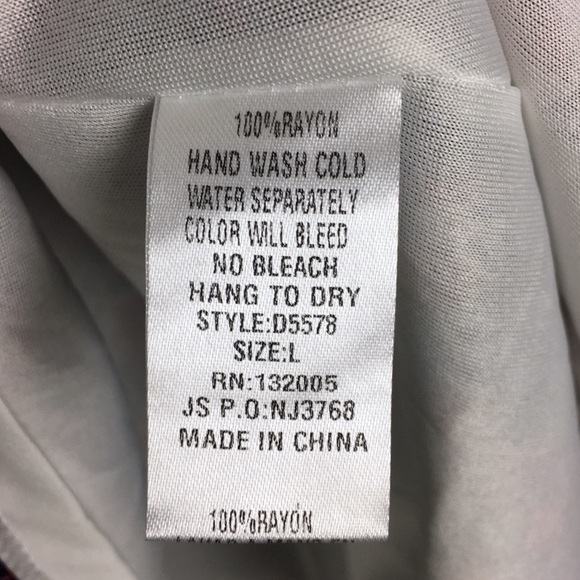 100%RAYON
HAND WASH COLD
WATER SEPARATELY
COLOR WILL BLEED
NO BLEACH
HANG TO DRY
STYLE:D5578
SIZE:L
RN:132005
JS P.O:NJ3768
MADE IN CHINA
100%RAYÓN